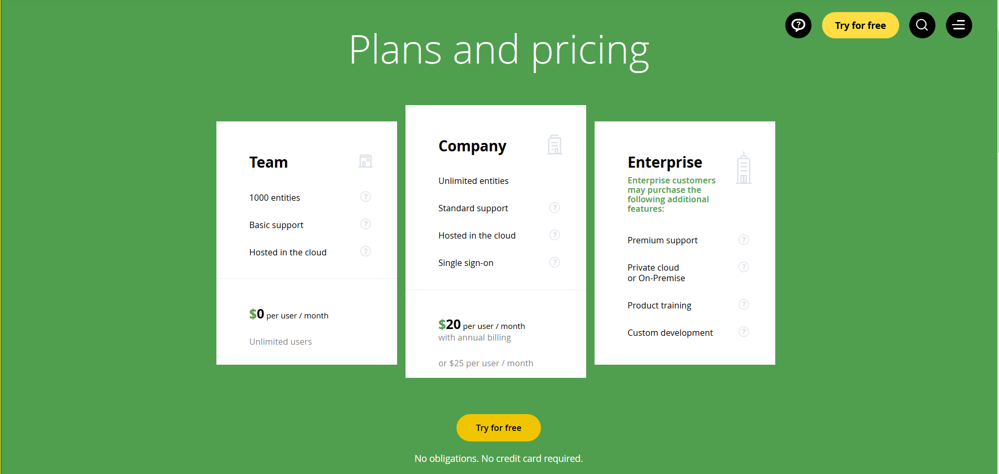 Try for free
Plans and pricing
Team
1000 entities
Basic support
Hosted in the cloud
$0 per user / month
Unlimited users
Company
Unlimited entities
Standard support
Hosted in the cloud
Single sign-on
$20 per user / month
with annual billing
or $25 per user / month
Enterprise
Enterprise customers
may purchase the
following additional
features:
Premium support
Private cloud
or On-Premise
Product training
Custom development
Try for free
No obligations. No credit card required.